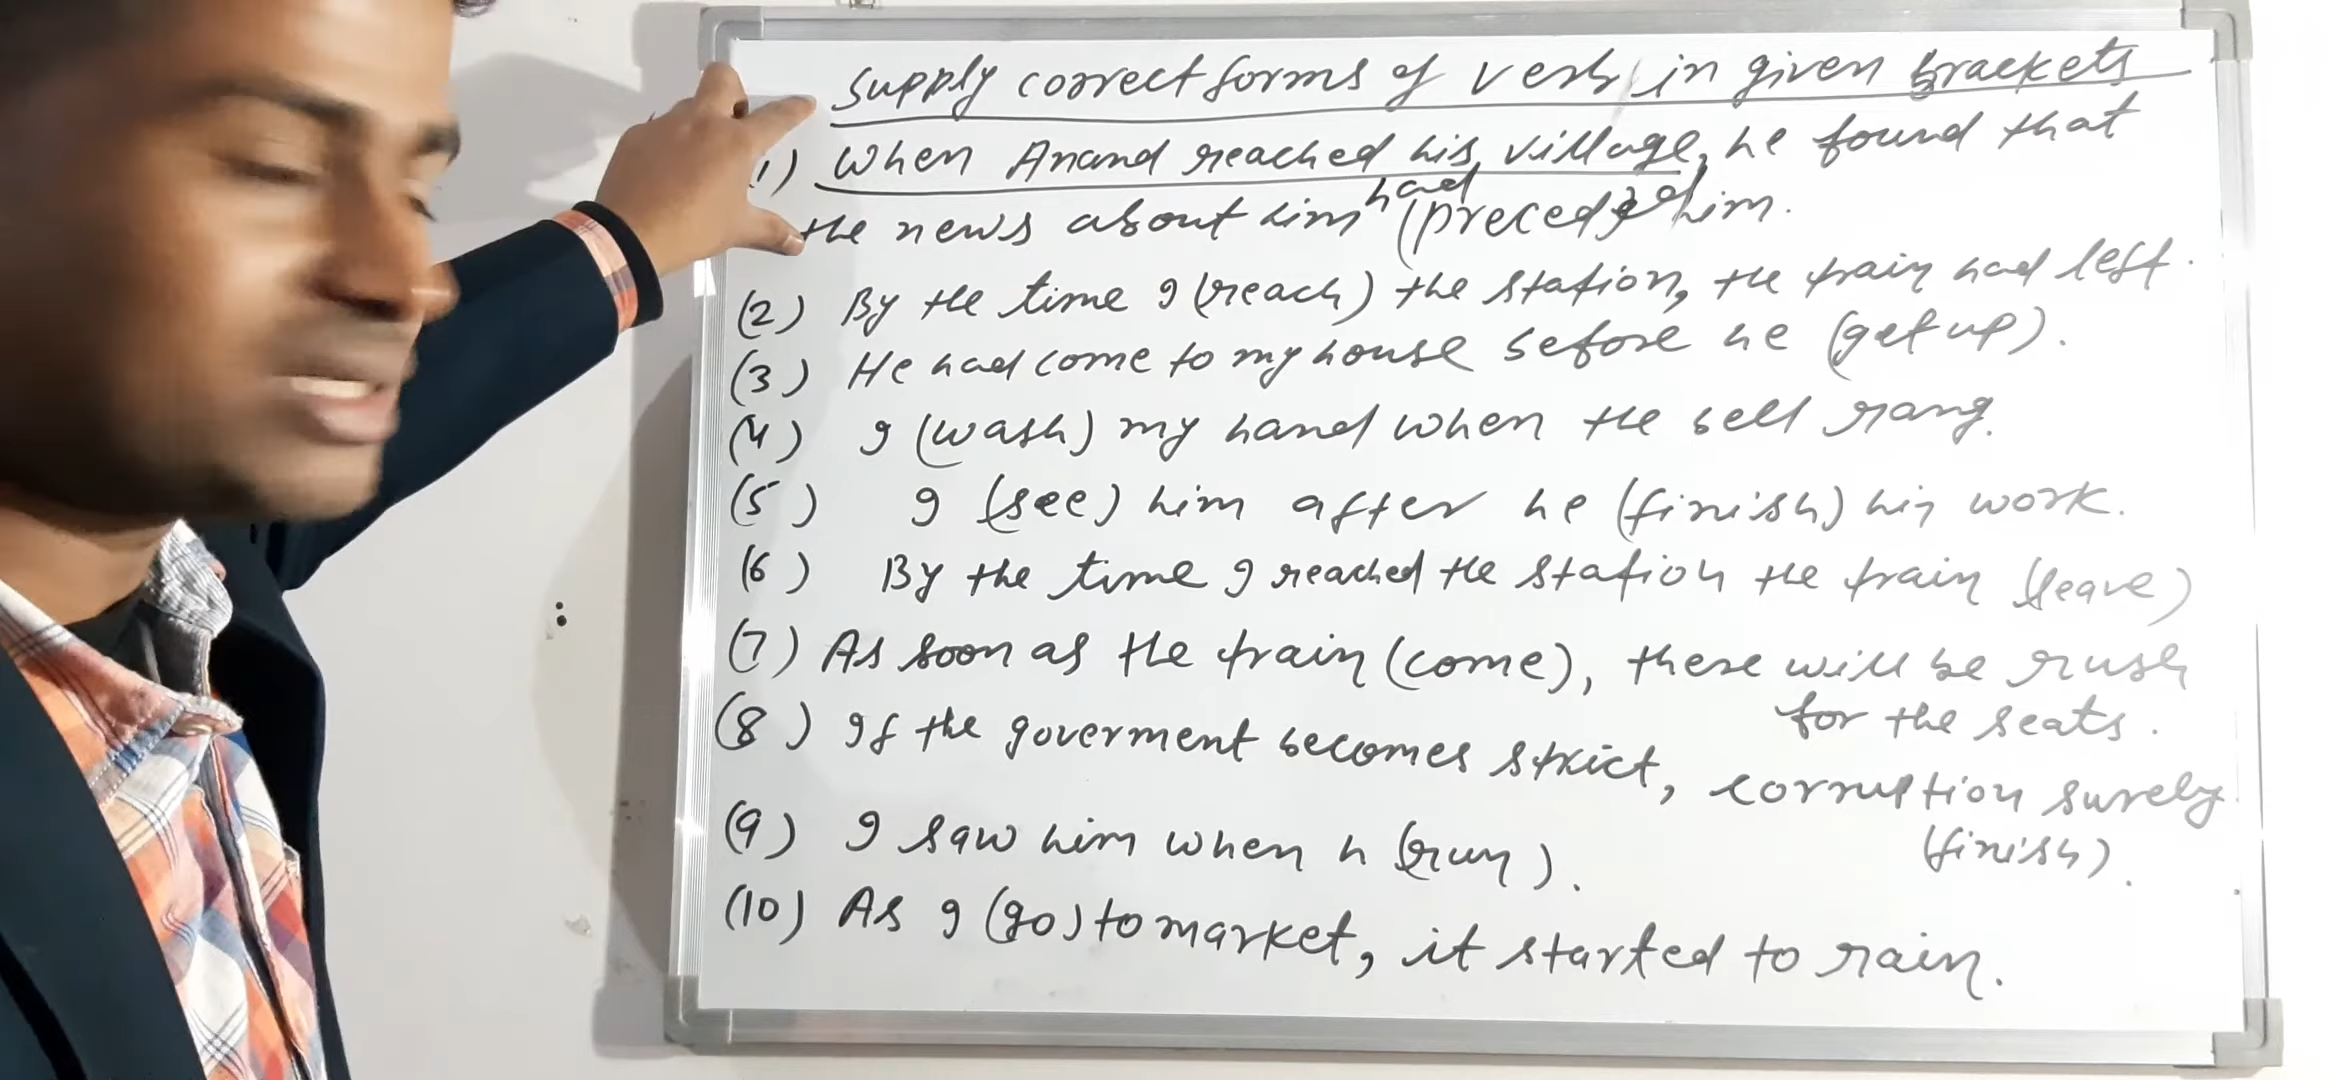 supply correct forms of verb in given brackets
1) When Anand reached his village, he found that
the news about him had (preceded) him.
(2) By the time I (reach) the station, the train had left.
(3) He had come to my house before he (get up).
(4) I (wash) my hand when the bell rang.
(5) I (see) him after he (finish) his work.
(6) By the time I reached the station the train (leave)
(7) As soon as the train (come), there will be rush
for the seats.
(8) If the goverment becomes strict, corruption surely
(finish).
(9) I saw him when h (run).
(10) As I (go) to market, it started to rain.